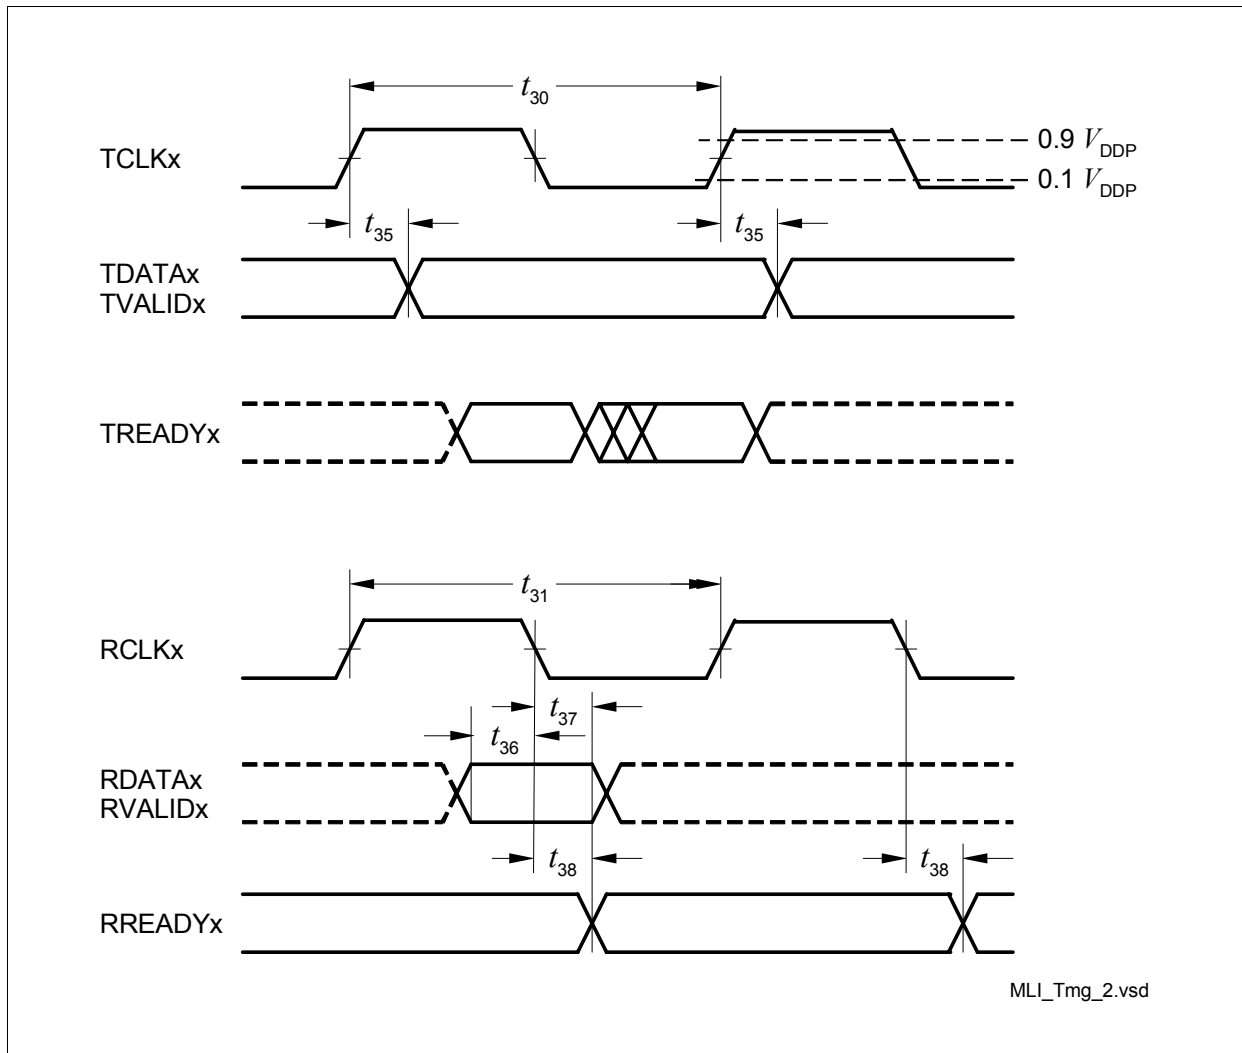 t30
TCLKx
0.9 VDDP
0.1 VDDP
t35
t35
TDATAx
TVALIDx
TREADYx
t31
RCLKx
t37
t36
RDATAx
RVALIDx
t38
t38
RREADYx
MLI_Tmg_2.vsd